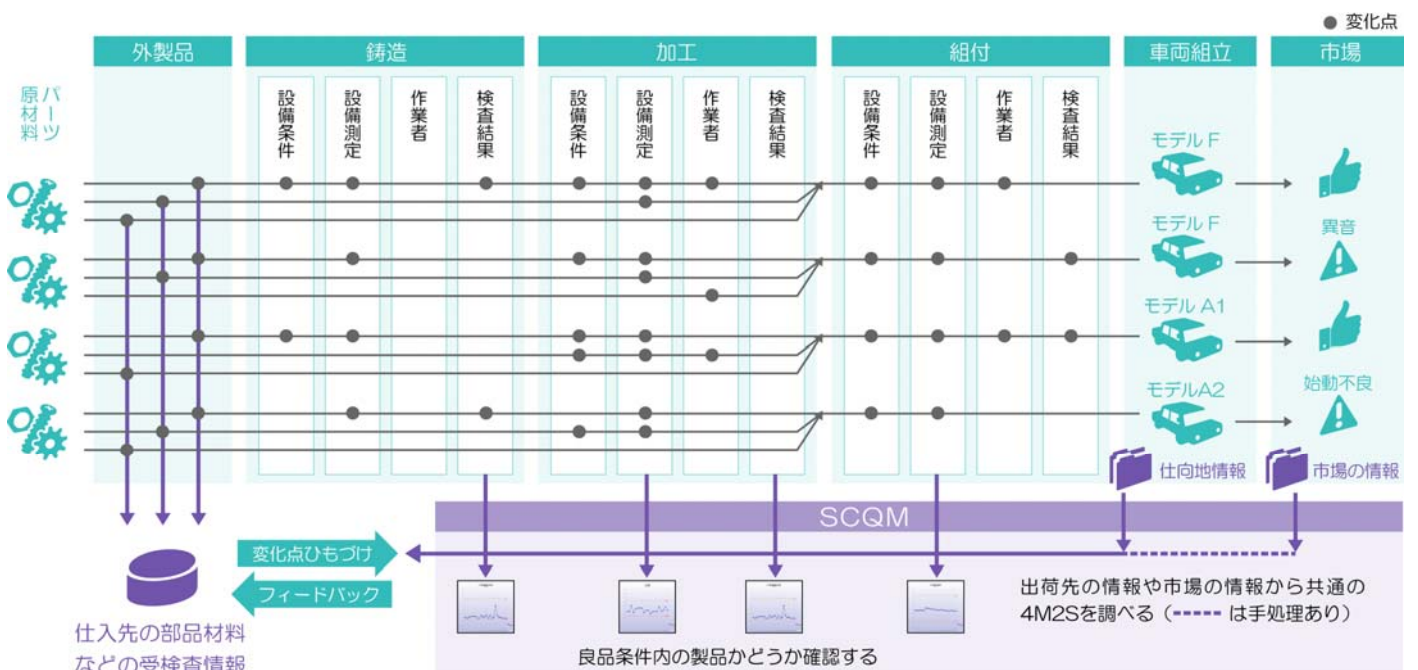 ● 変化点
外製品
鋳造
加工
組付
車両組立
市場
パーツ
原材料
設備条件
設備測定
作業者
検査結果
設備条件
設備測定
作業者
検査結果
設備条件
設備測定
作業者
検査結果
モデル F
モデル F
異音
モデル A1
モデルA2
始動不良
仕向地情報
市場の情報
SCQM
変化点ひもづけ
フィードバック
仕入先の部品材料
などの受検査情報
出荷先の情報や市場の情報から共通の
4M2Sを調べる（ は手処理あり）
良品条件内の製品かどうか確認する